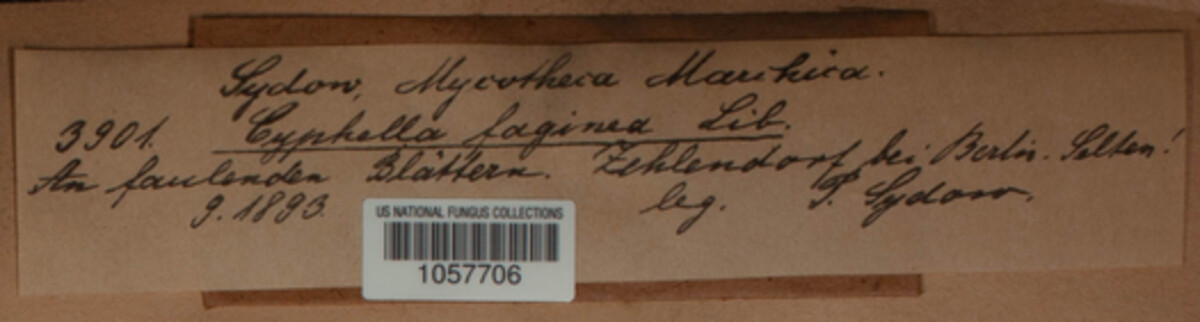 Sydow, Mycotheca Marchica.
3901. Cyphella faginea Lib.
An faulenden Blättern. Zehlendorf bei Berlin. Selten!
9. 1893. leg. P. Sydow.
US NATIONAL FUNGUS COLLECTIONS
1057706